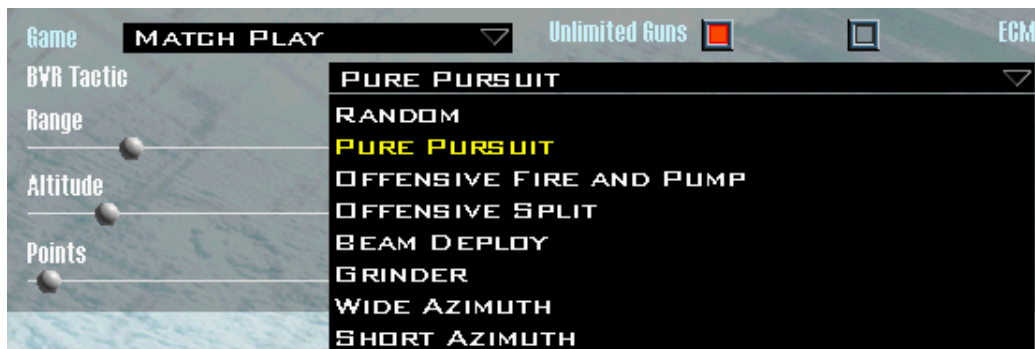 Game MATCH PLAY Unlimited Guns ECM
BVR Tactic PURE PURSUIT
RANDOM
Range
PURE PURSUIT
OFFENSIVE FIRE AND PUMP
Altitude
OFFENSIVE SPLIT
BEAM DEPLOY
Points
GRINDER
WIDE AZIMUTH
SHORT AZIMUTH